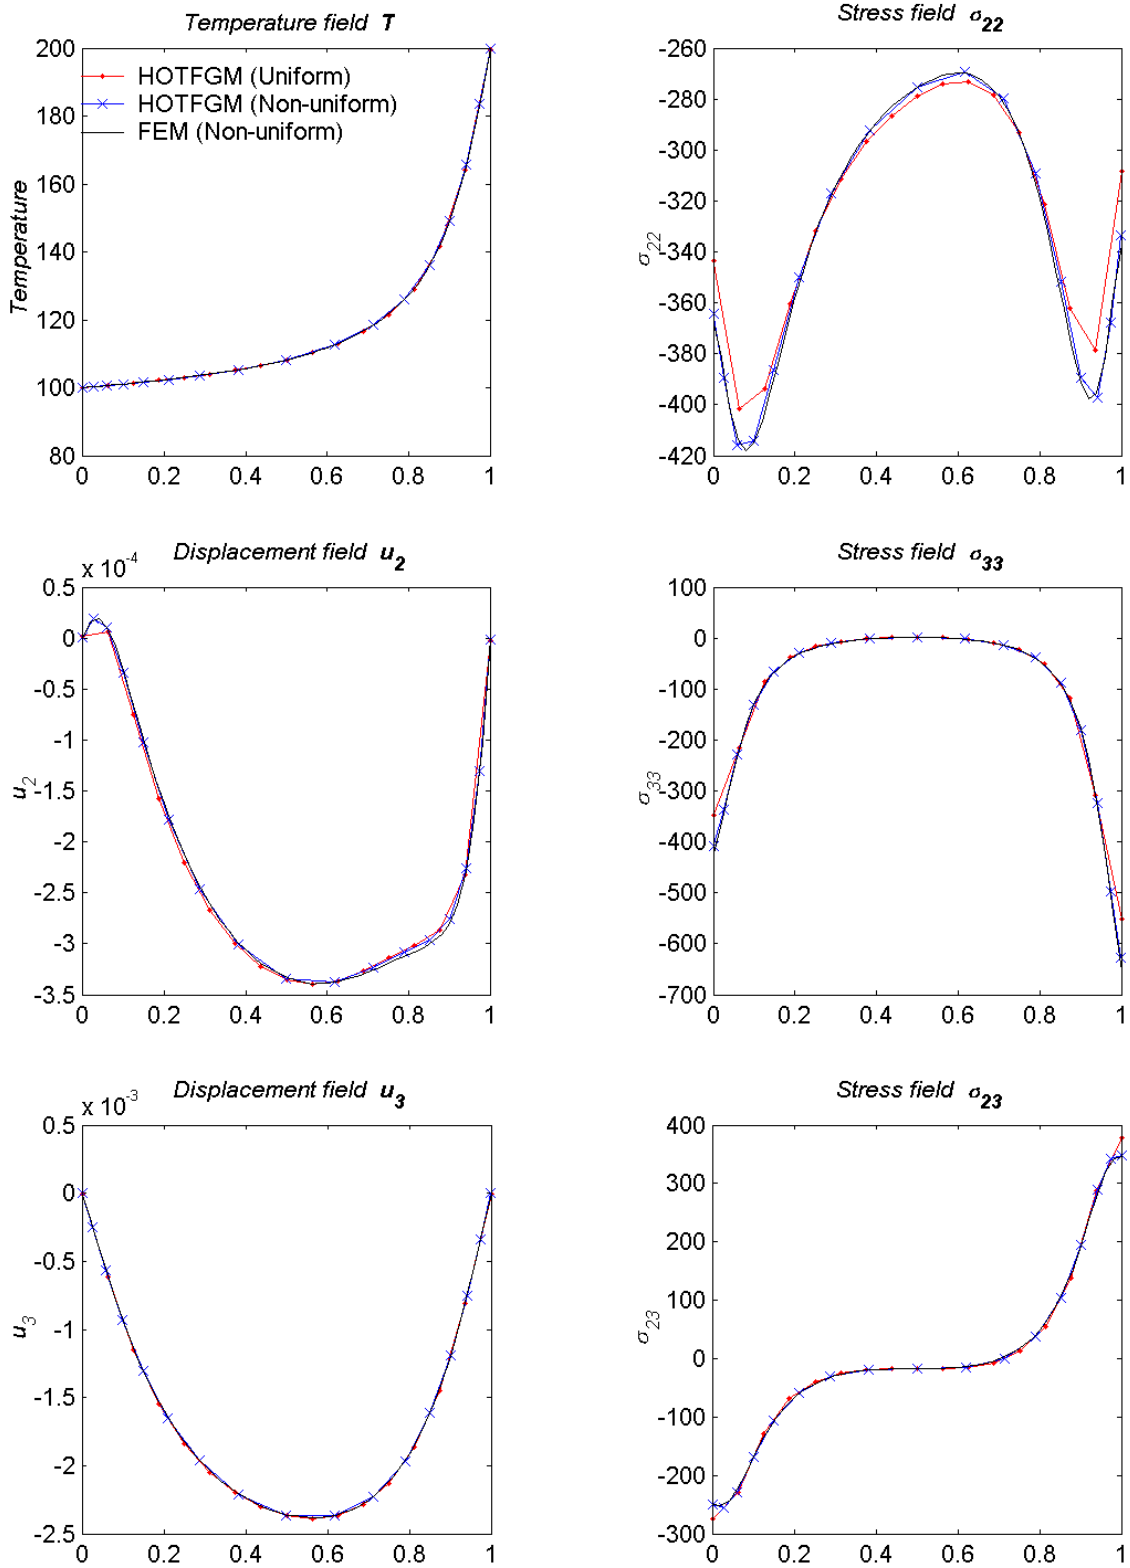 Temperature field T
200
180
160
140
120
100
80
Temperature
HOTFGM (Uniform)
HOTFGM (Non-uniform)
FEM (Non-uniform)
0 0.2 0.4 0.6 0.8 1
Stress field σ22
-260
-280
-300
-320
-340
-360
-380
-400
-420
σ22
0 0.2 0.4 0.6 0.8 1
Displacement field u2
x 10-4
0.5
0
-0.5
-1
-1.5
-2
-2.5
-3
-3.5
u2
0 0.2 0.4 0.6 0.8 1
Stress field σ33
100
0
-100
-200
-300
-400
-500
-600
-700
σ33
0 0.2 0.4 0.6 0.8 1
Displacement field u3
x 10-3
0.5
0
-0.5
-1
-1.5
-2
-2.5
u3
0 0.2 0.4 0.6 0.8 1
Stress field σ23
400
300
200
100
0
-100
-200
-300
σ23
0 0.2 0.4 0.6 0.8 1